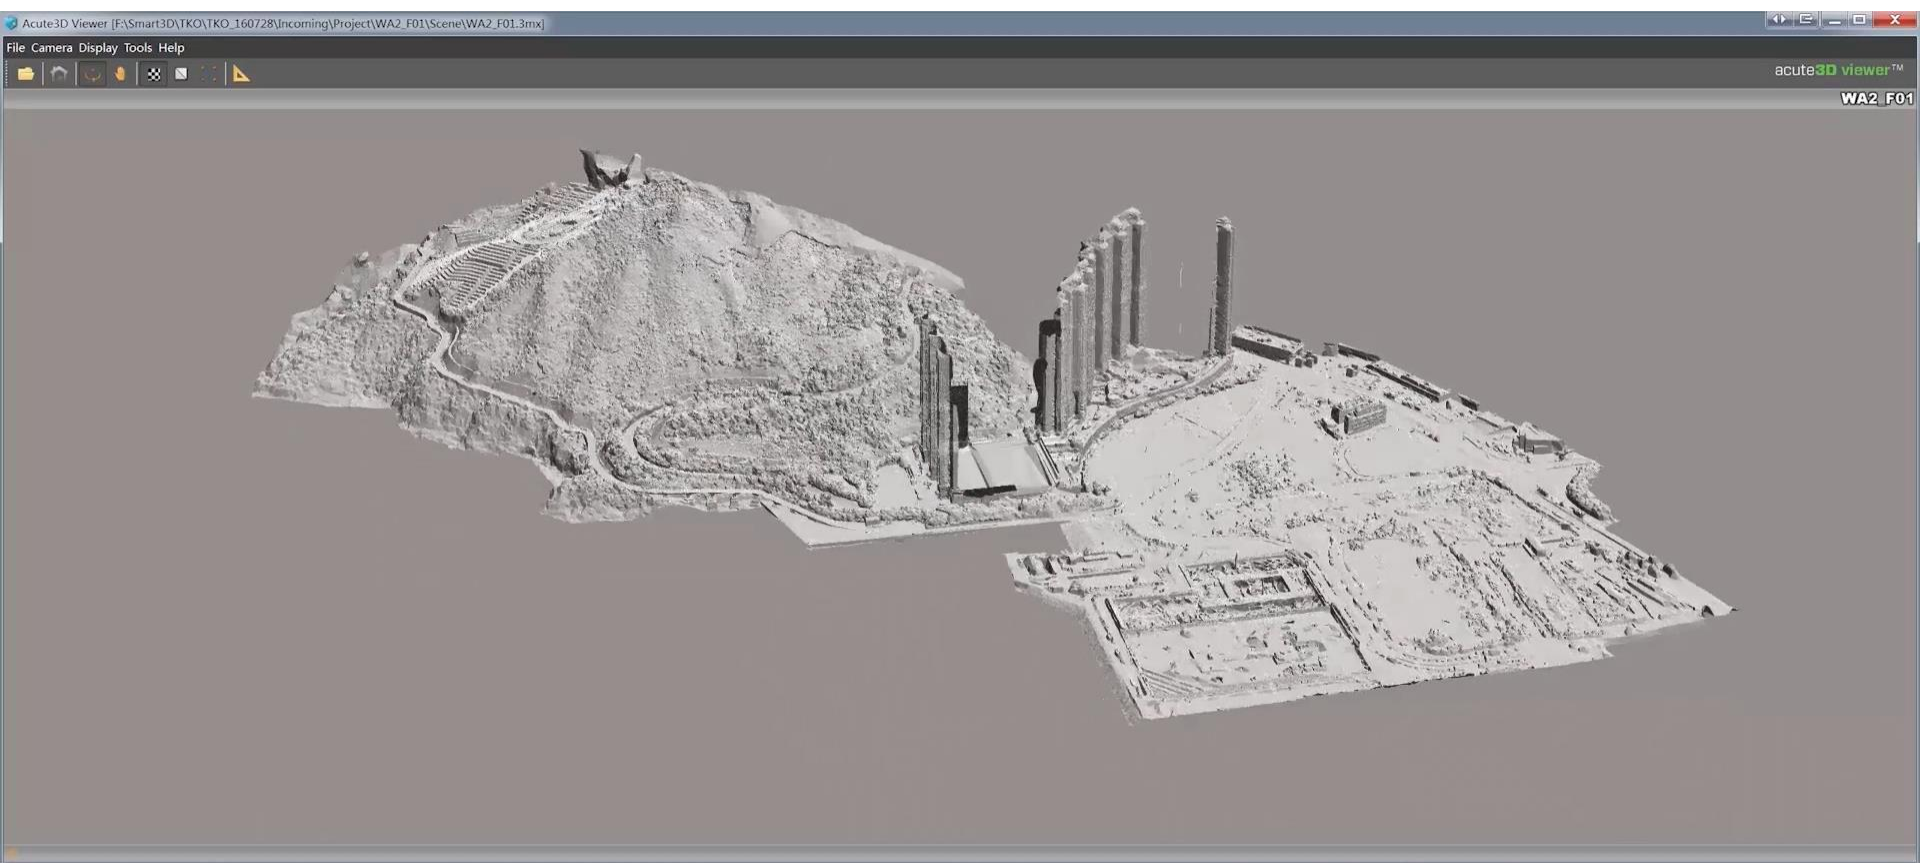 Acute3D Viewer [F:\Smart3D\TKO\TKO_160728\Incoming\Project\WA2_F01\Scene\WA2_F01.3mx]
File Camera Display Tools Help
acute3D viewer™
WA2_F01